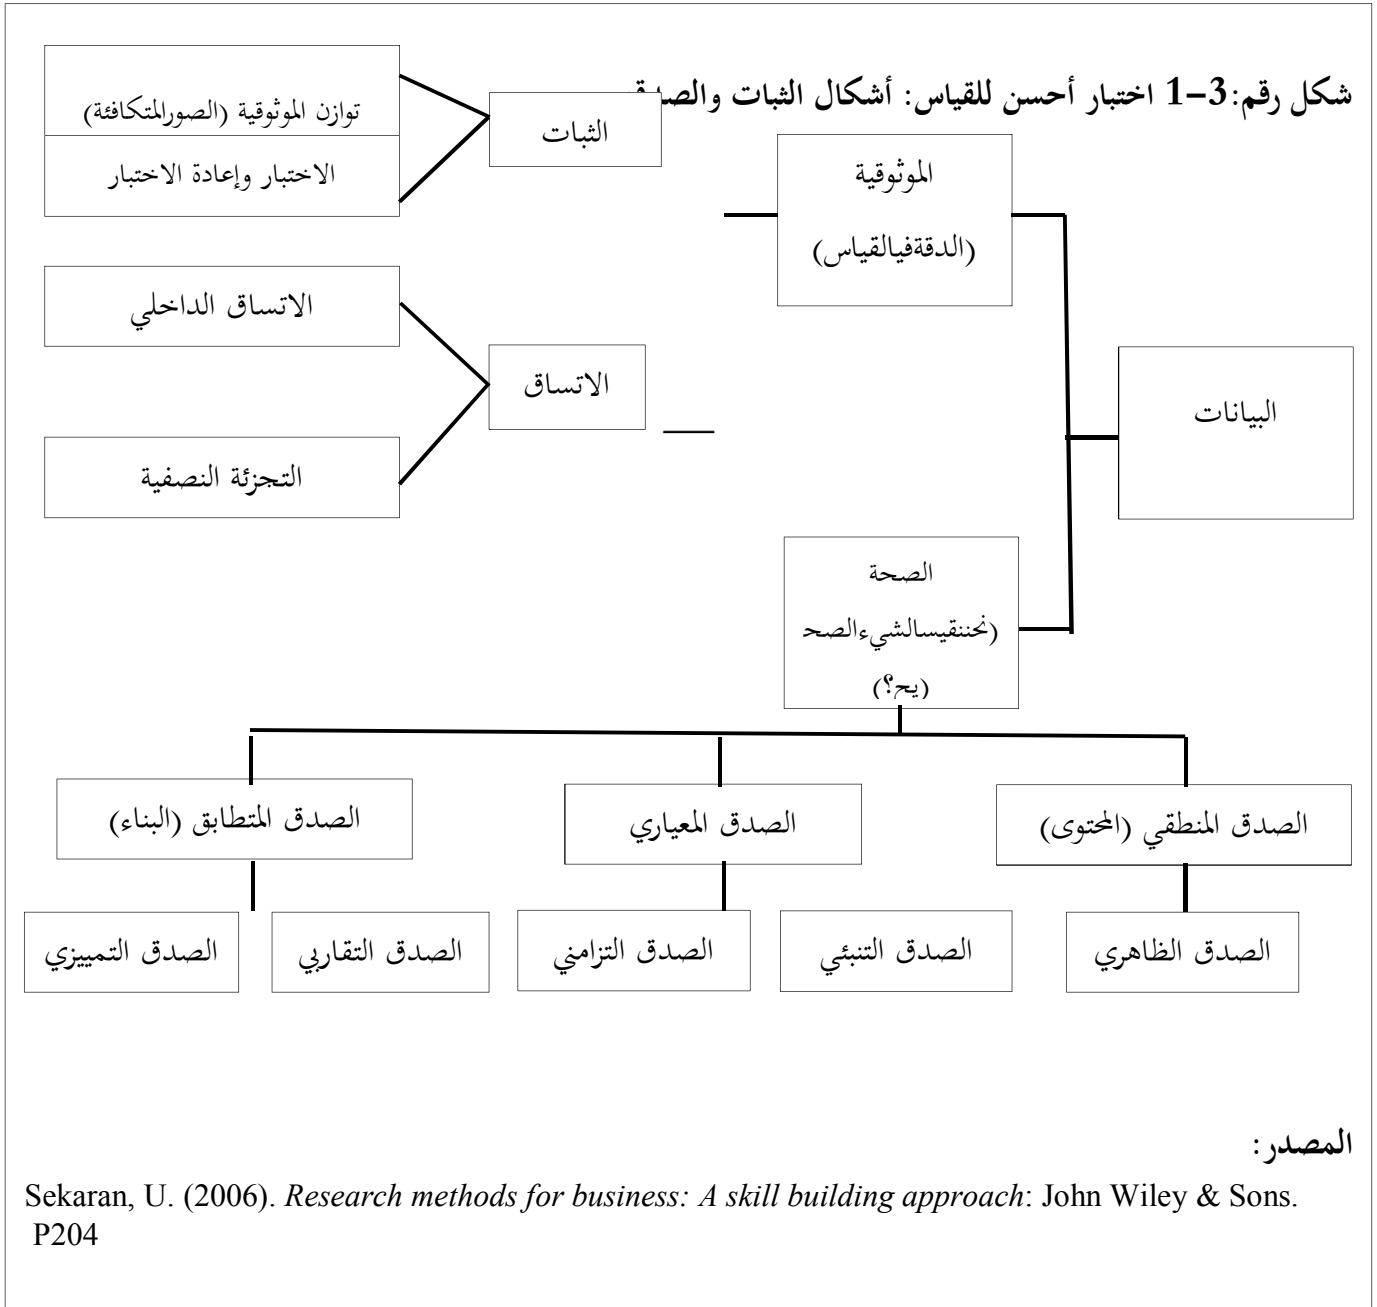 شكل رقم:3–1 اختبار أحسن للقياس: أشكال الثبات والصدق
الثبات
توازن الموثوقية (الصورالمتكافئة)
الاختبار وإعادة الاختبار
الموثوقية
(الدقةفيالقياس)
الاتساق الداخلي
الاتساق
التجزئة النصفية
البيانات
الصحة
(نحننقيسالشيءالصح
يح؟)
الصدق المنطقي (المحتوى)
الصدق المعياري
الصدق المتطابق (البناء)
الصدق الظاهري
الصدق التنبئي
الصدق التزامني
الصدق التقاربي
الصدق التمييزي
المصدر:
Sekaran, U. (2006). Research methods for business: A skill building approach: John Wiley & Sons.
P204